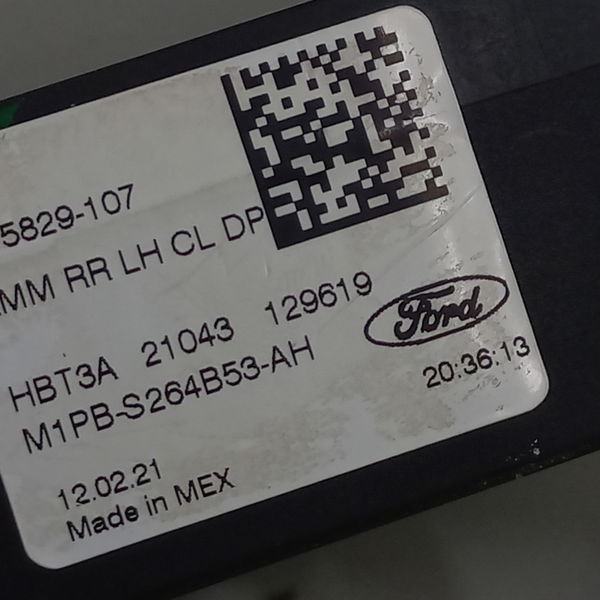 5829-107
MM RR LH CL DP
HBT3A 21043 129619
Ford
M1PB-S264B53-AH
20:36:13
12.02.21
Made in MEX